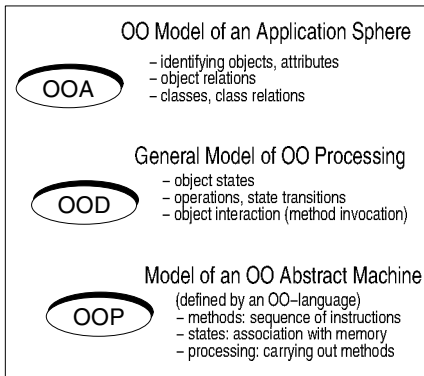 OO Model of an Application Sphere
– identifying objects, attributes
– object relations
– classes, class relations
OOA
General Model of OO Processing
– object states
– operations, state transitions
– object interaction (method invocation)
OOD
Model of an OO Abstract Machine
(defined by an OO–language)
– methods: sequence of instructions
– states: association with memory
– processing: carrying out methods
OOP